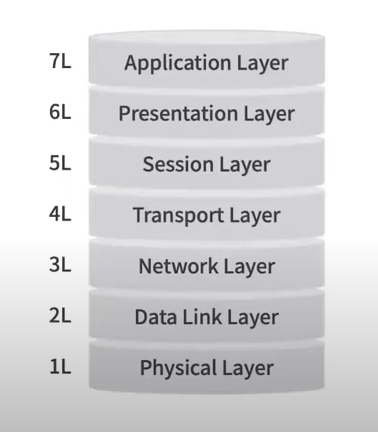 7L Application Layer
6L Presentation Layer
5L Session Layer
4L Transport Layer
3L Network Layer
2L Data Link Layer
1L Physical Layer